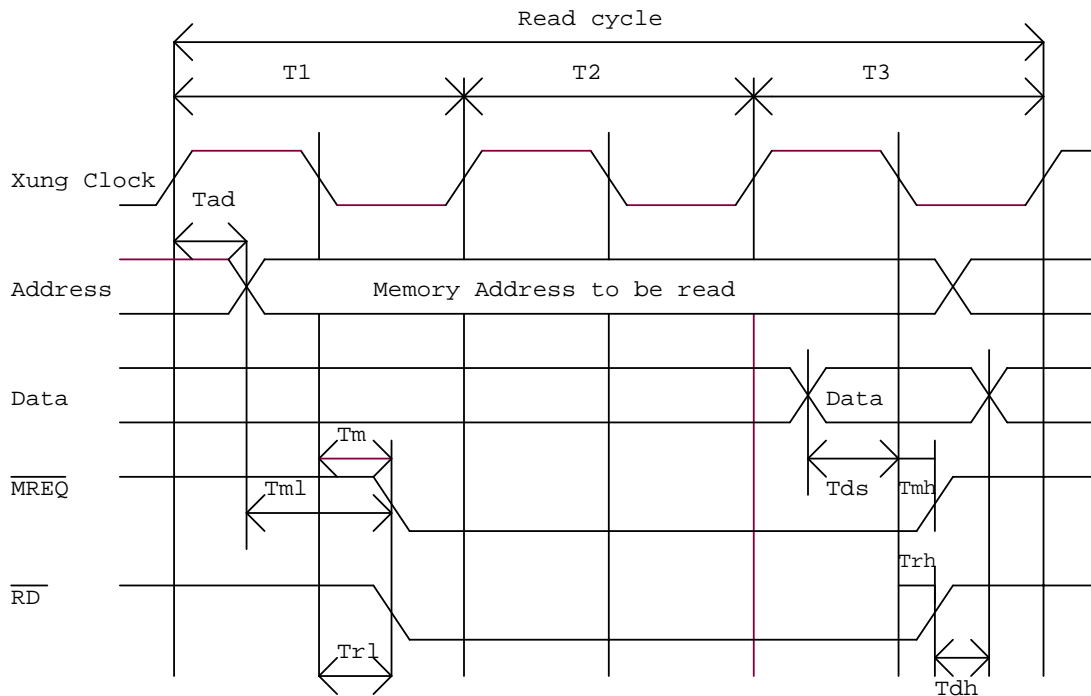 Read cycle
T1 T2 T3
Xung Clock
Tad
Address Memory Address to be read
Data Data
Tm
MREQ Tml Tds Tmh
Trh
RD
Trl Tdh